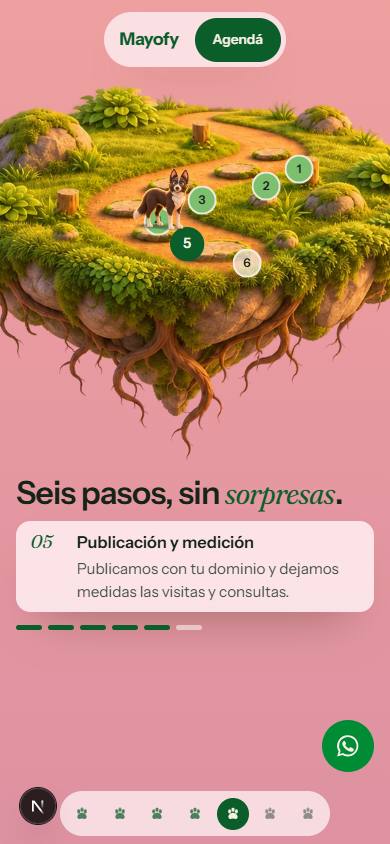 Mayofy
Agendá
1
2
3
5
6
Seis pasos, sin sorpresas.
05
Publicación y medición
Publicamos con tu dominio y dejamos
medidas las visitas y consultas.
N